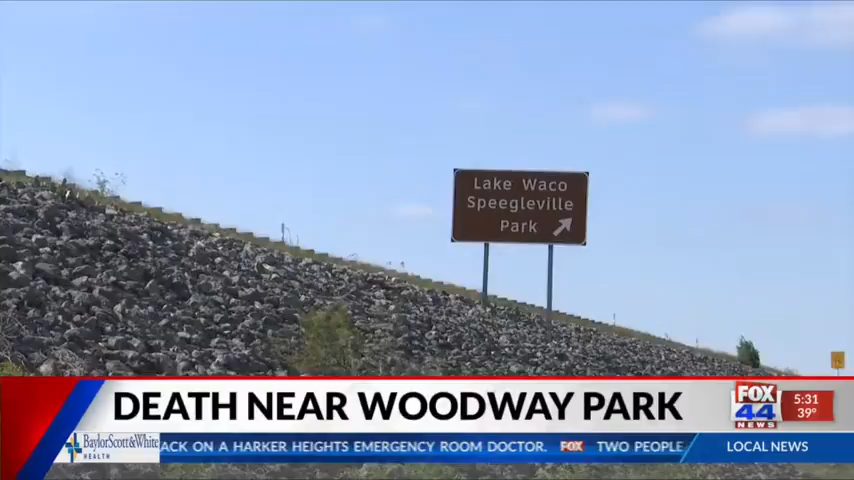 Lake Waco
Speegleville
Park
DEATH NEAR WOODWAY PARK
FOX
44
NEWS
5:31
39°
BaylorScott&White
HEALTH
ACK ON A HARKER HEIGHTS EMERGENCY ROOM DOCTOR. FOX TWO PEOPLE
LOCAL NEWS